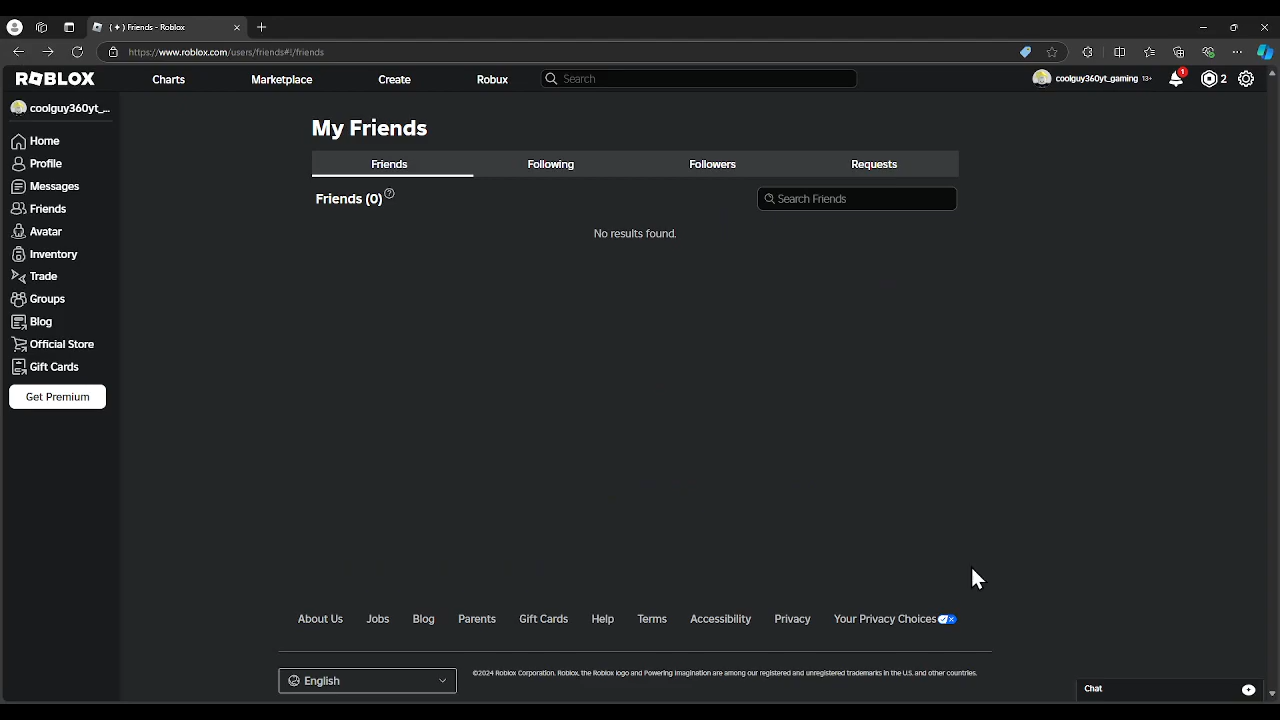 (✦) Friends - Roblox
https://www.roblox.com/users/friends#!/friends
ROBLOX
Charts
Marketplace
Create
Robux
Search
coolguy360yt_gaming 13+
1
2
coolguy360yt_...
Home
Profile
Messages
Friends
Avatar
Inventory
Trade
Groups
Blog
Official Store
Gift Cards
Get Premium
My Friends
Friends
Following
Followers
Requests
Friends (0)
Search Friends
No results found.
About Us
Jobs
Blog
Parents
Gift Cards
Help
Terms
Accessibility
Privacy
Your Privacy Choices
English
©2024 Roblox Corporation. Roblox, the Roblox logo and Powering Imagination are among our registered and unregistered trademarks in the U.S. and other countries.
Chat